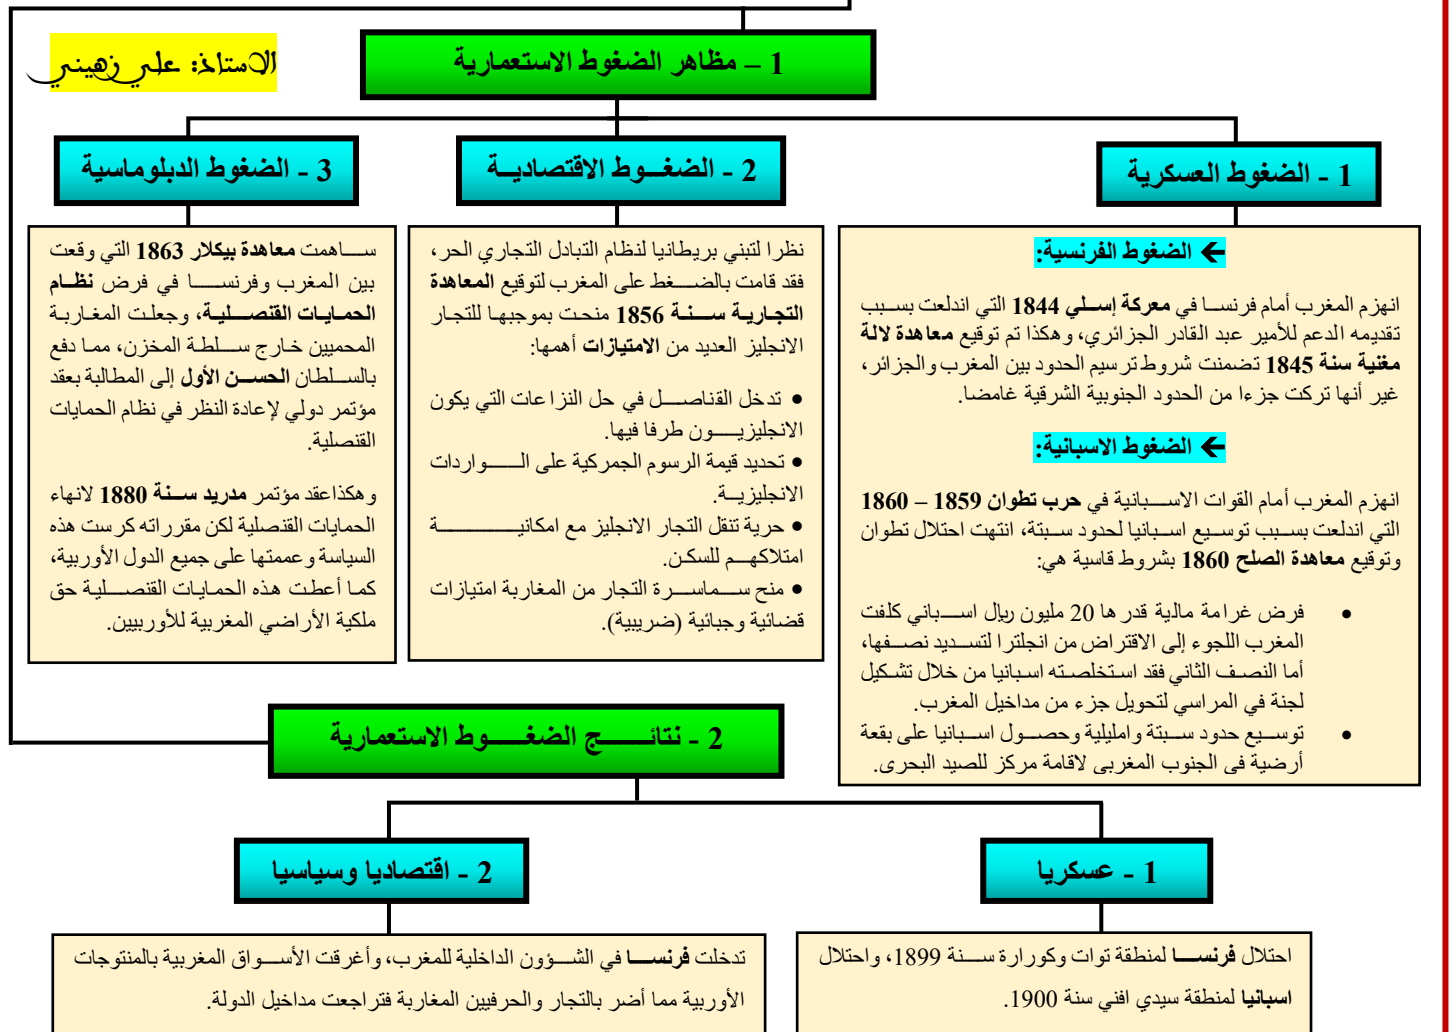 1 – مظاهر الضغوط الاستعمارية
الاستاذ: علي زهيني
1 - الضغوط العسكرية
🡸 الضغوط الفرنسية:
انهزم المغرب أمام فرنسا في معركة إسلي 1844 التي اندلعت بسبب
تقديمه الدعم للأمير عبد القادر الجزائري، وهكذا تم توقيع معاهدة لالة
مغنية سنة 1845 تضمنت شروط ترسيم الحدود بين المغرب والجزائر،
غير أنها تركت جزءا من الحدود الجنوبية الشرقية غامضا.
🡸 الضغوط الاسبانية:
انهزم المغرب أمام القوات الاسبانية في حرب تطوان 1859 – 1860
التي اندلعت بسبب توسيع اسبانيا لحدود سبتة، انتهت احتلال تطوان
وتوقيع معاهدة الصلح 1860 بشروط قاسية هي:
• فرض غرامة مالية قدرها 20 مليون ريال اسباني كلفت
المغرب اللجوء إلى الاقتراض من انجلترا لتسديد نصفها،
أما النصف الثاني فقد استخلصته اسبانيا من خلال تشكيل
لجنة في المراسي لتحويل جزء من مداخيل المغرب.
• توسيع حدود سبتة وامليلية وحصول اسبانيا على بقعة
أرضية في الجنوب المغربي لاقامة مركز للصيد البحري.
2 - الضغوط الاقتصادية
نظرا لتبني بريطانيا لنظام التبادل التجاري الحر،
فقد قامت بالضغط على المغرب لتوقيع المعاهدة
التجارية سنة 1856 منحت بموجبها للتجار
الانجليز العديد من الامتيازات أهمها:
• تدخل القناصل في حل النزاعات التي يكون
الانجليزيون طرفا فيها.
• تحديد قيمة الرسوم الجمركية على الواردات
الانجليزية.
• حرية تنقل التجار الانجليز مع امكانية
امتلاكهم للسكن.
• منح سماسرة التجار من المغاربة امتيازات
قضائية وجبائية (ضريبية).
3 - الضغوط الدبلوماسية
ساهمت معاهدة بيكلار 1863 التي وقعت
بين المغرب وفرنسا في فرض نظام
الحمايات القنصلية، وجعلت المغاربة
المحميين خارج سلطة المخزن، مما دفع
بالسلطان الحسن الأول إلى المطالبة بعقد
مؤتمر دولي لإعادة النظر في نظام الحمايات
القنصلية.
وهكذاعقد مؤتمر مدريد سنة 1880 لانهاء
الحمايات القنصلية لكن مقرراته كرست هذه
السياسة وعممتها على جميع الدول الأوربية،
كما أعطت هذه الحمايات القنصلية حق
ملكية الأراضي المغربية للأوربيين.
2 - نتائج الضغوط الاستعمارية
1 - عسكريا
احتلال فرنسا لمنطقة توات وكورارة سنة 1899، واحتلال
اسبانيا لمنطقة سيدي افني سنة 1900.
2 - اقتصاديا وسياسيا
تدخلت فرنسا في الشؤون الداخلية للمغرب، وأغرقت الأسواق المغربية بالمنتوجات
الأوربية مما أضر بالتجار والحرفيين المغاربة فتراجعت مداخيل الدولة.